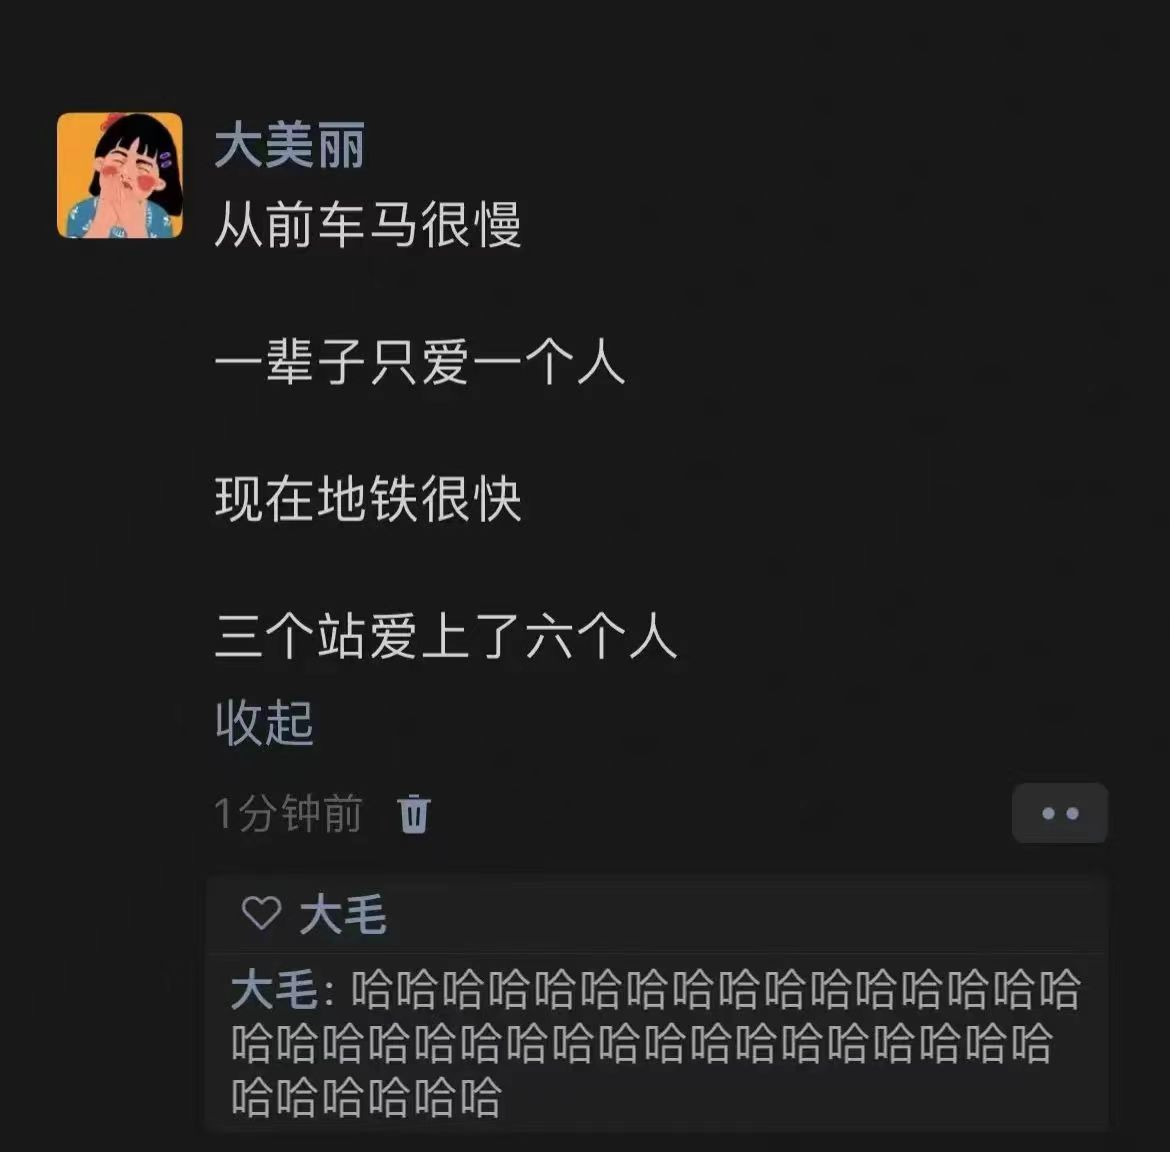 大美丽
从前车马很慢
一辈子只爱一个人
现在地铁很快
三个站爱上了六个人
收起
1分钟前
大毛
大毛: 哈哈哈哈哈哈哈哈哈哈哈哈哈哈哈哈
哈哈哈哈哈哈哈哈哈哈哈哈哈哈哈哈哈哈
哈哈哈哈哈哈